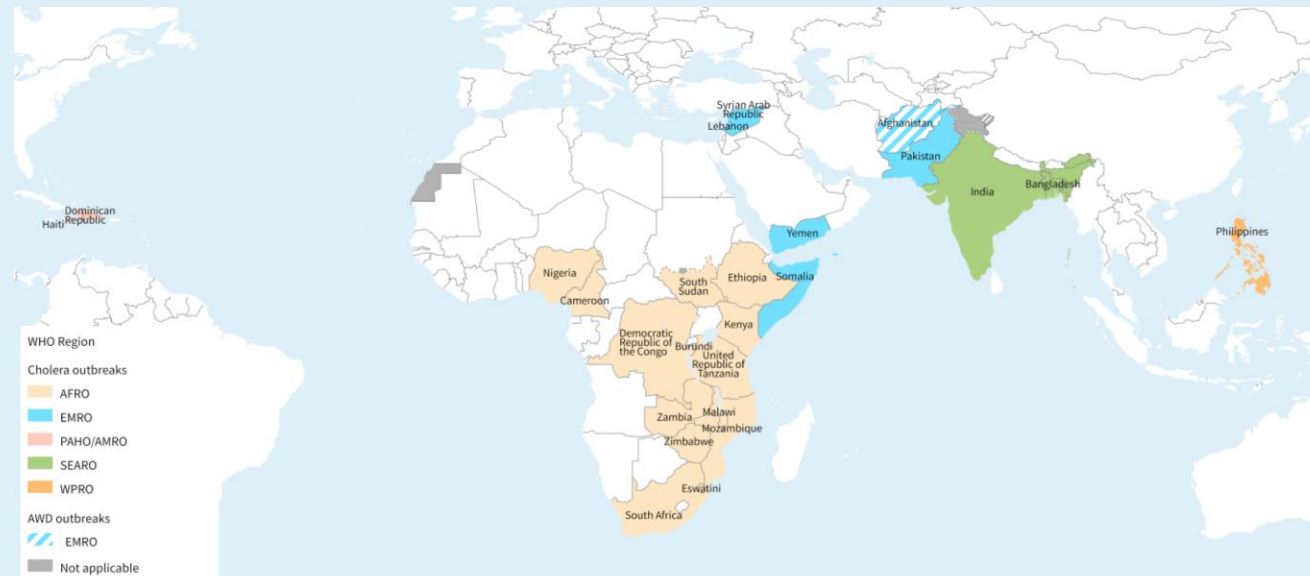 Syrian Arab
Republic
Lebanon
Afghanistan
Pakistan
India
Bangladesh
Dominican
Republic
Haiti
Yemen
Philippines
Nigeria
Cameroon
South
Sudan
Ethiopia
Somalia
Democratic
Republic of
the Congo
Burundi
Kenya
United
Republic of
Tanzania
Zambia
Malawi
Mozambique
Zimbabwe
Eswatini
South Africa
WHO Region
Cholera outbreaks
AFRO
EMRO
PAHO/AMRO
SEARO
WPRO
AWD outbreaks
EMRO
Not applicable